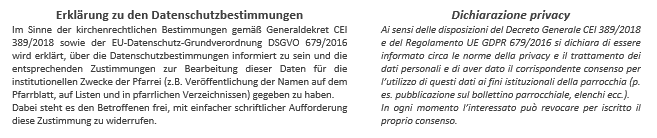 Erklärung zu den Datenschutzbestimmungen
Im Sinne der kirchenrechtlichen Bestimmungen gemäß Generaldekret CEI
389/2018 sowie der EU-Datenschutz-Grundverordnung DSGVO 679/2016
wird erklärt, über die Datenschutzbestimmungen informiert zu sein und die
entsprechenden Zustimmungen zur Bearbeitung dieser Daten für die
institutionellen Zwecke der Pfarrei (z.B. Veröffentlichung der Namen auf dem
Pfarrblatt, auf Listen und in pfarrlichen Verzeichnissen) gegeben zu haben.
Dabei steht es den Betroffenen frei, mit einfacher schriftlicher Aufforderung
diese Zustimmung zu widerrufen.
Dichiarazione privacy
Ai sensi delle disposizioni del Decreto Generale CEI 389/2018
e del Regolamento UE GDPR 679/2016 si dichiara di essere
informato circa le norme della privacy e il trattamento dei
dati personali e di aver dato il corrispondente consenso per
l'utilizzo di questi dati ai fini istituzionali della parrocchia (p.
es. pubblicazione sul bollettino parrocchiale, elenchi ecc.).
In ogni momento l'interessato può revocare per iscritto il
proprio consenso.